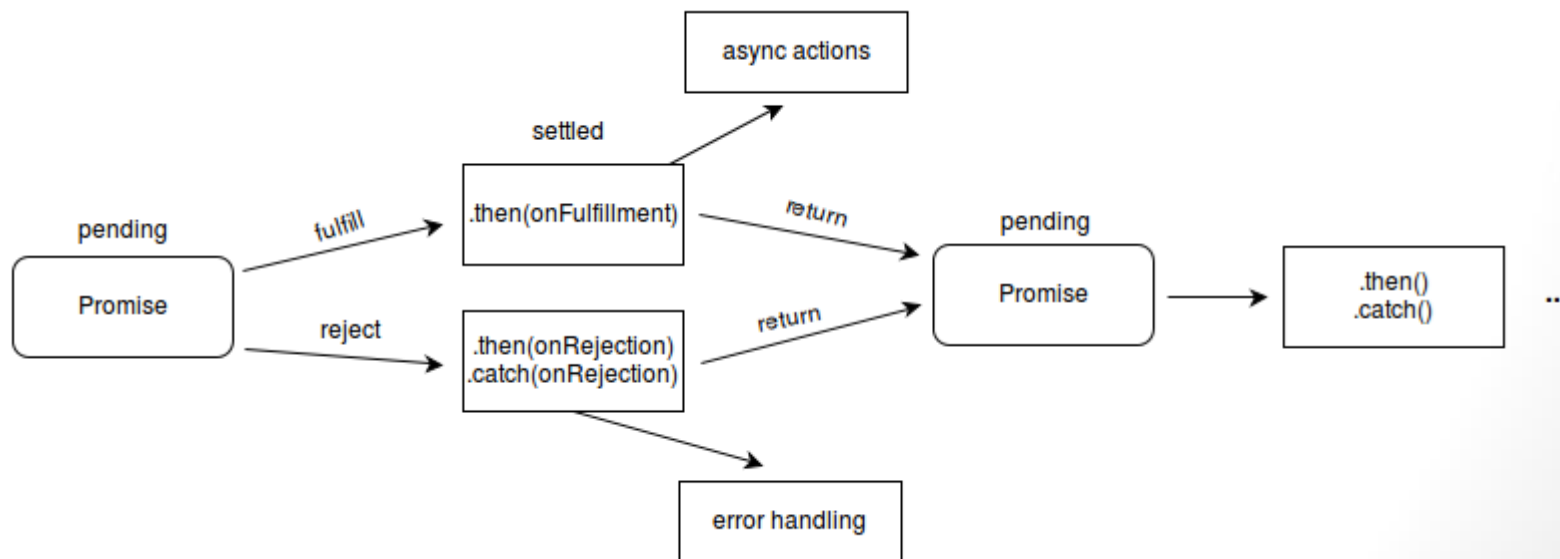 async actions
settled
.then(onFulfillment)
fulfill
return
pending
Promise
pending
Promise
.then()
.catch()
..
reject
.then(onRejection)
.catch(onRejection)
return
error handling